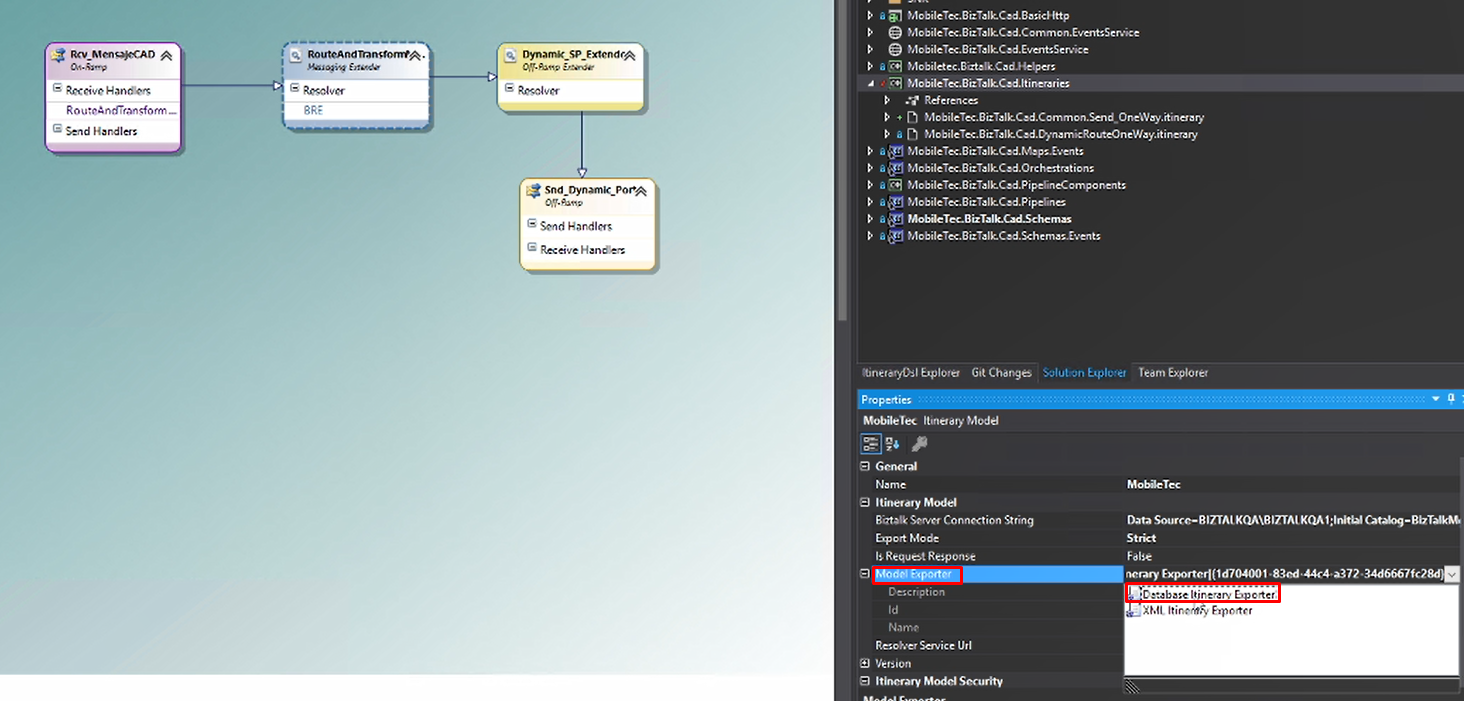 Rcv_MensajeCAD
On-Ramp
Receive Handlers
RouteAndTransform...
Send Handlers
RouteAndTransform
Messaging Extender
Resolver
BRE
Dynamic_SP_Extende
Off-Ramp Extender
Resolver
Snd_Dynamic_Port
Off-Ramp
Send Handlers
Receive Handlers
MobileTec.BizTalk.Cad.BasicHttp
MobileTec.BizTalk.Cad.Common.EventsService
MobileTec.BizTalk.Cad.EventsService
Mobiletec.Biztalk.Cad.Helpers
MobileTec.BizTalk.Cad.Itineraries
References
MobileTec.BizTalk.Cad.Common.Send_OneWay.itinerary
MobileTec.BizTalk.Cad.DynamicRouteOneWay.itinerary
MobileTec.BizTalk.Cad.Maps.Events
MobileTec.BizTalk.Cad.Orchestrations
MobileTec.BizTalk.Cad.PipelineComponents
MobileTec.BizTalk.Cad.Pipelines
MobileTec.BizTalk.Cad.Schemas
MobileTec.BizTalk.Cad.Schemas.Events
ItineraryDsl Explorer Git Changes Solution Explorer Team Explorer
Properties
MobileTec Itinerary Model
General
Name MobileTec
Itinerary Model
Biztalk Server Connection String Data Source=BIZTALKQA\BIZTALKQA1;Initial Catalog=BizTalkM
Export Mode Strict
Is Request Response False
Model Exporter nerary Exporter](1d704001-83ed-44c4-a372-34d6667fc28d)
Description Database Itinerary Exporter
Id XML Itinerary Exporter
Name
Resolver Service Url
Version
Itinerary Model Security
Model Exporter